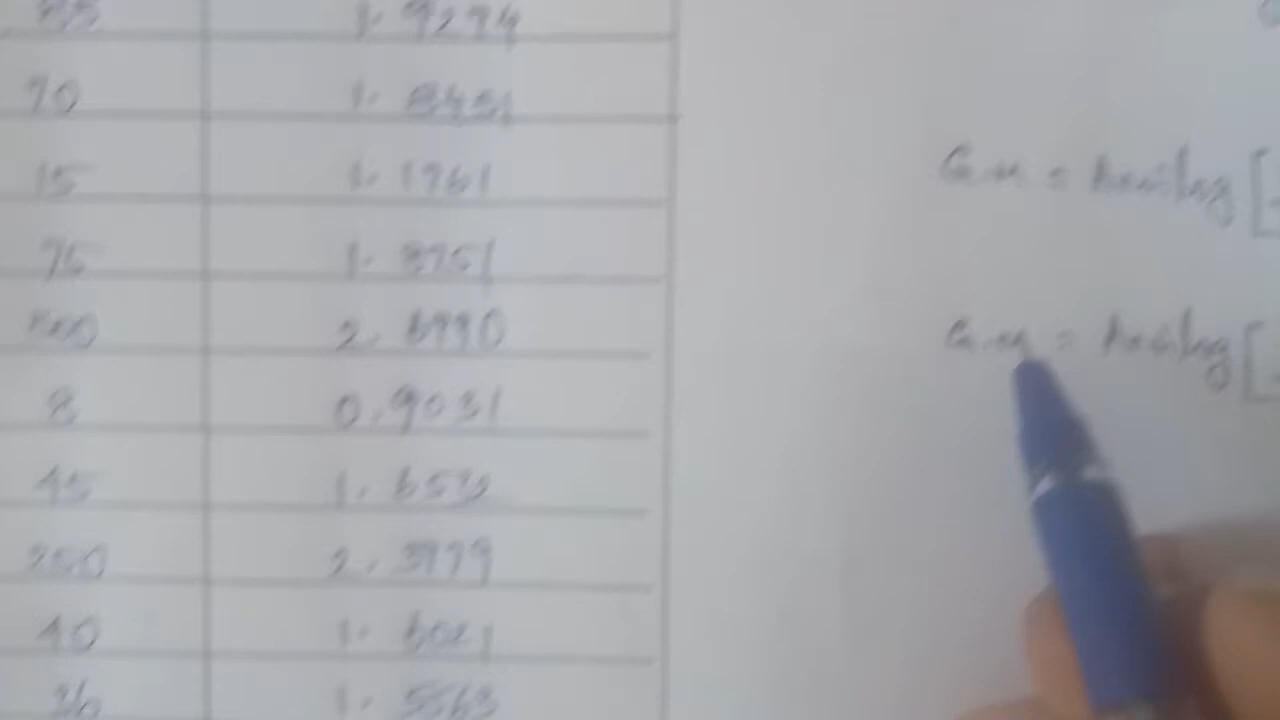 85 1. 9294
70 1. 8451
15 1. 1761
75 1. 8751
500 2. 6990
8 0. 9031
45 1. 6532
250 2. 3979
40 1. 6021
36 1. 5563
G.M = Antilog [
G.M = Antilog [